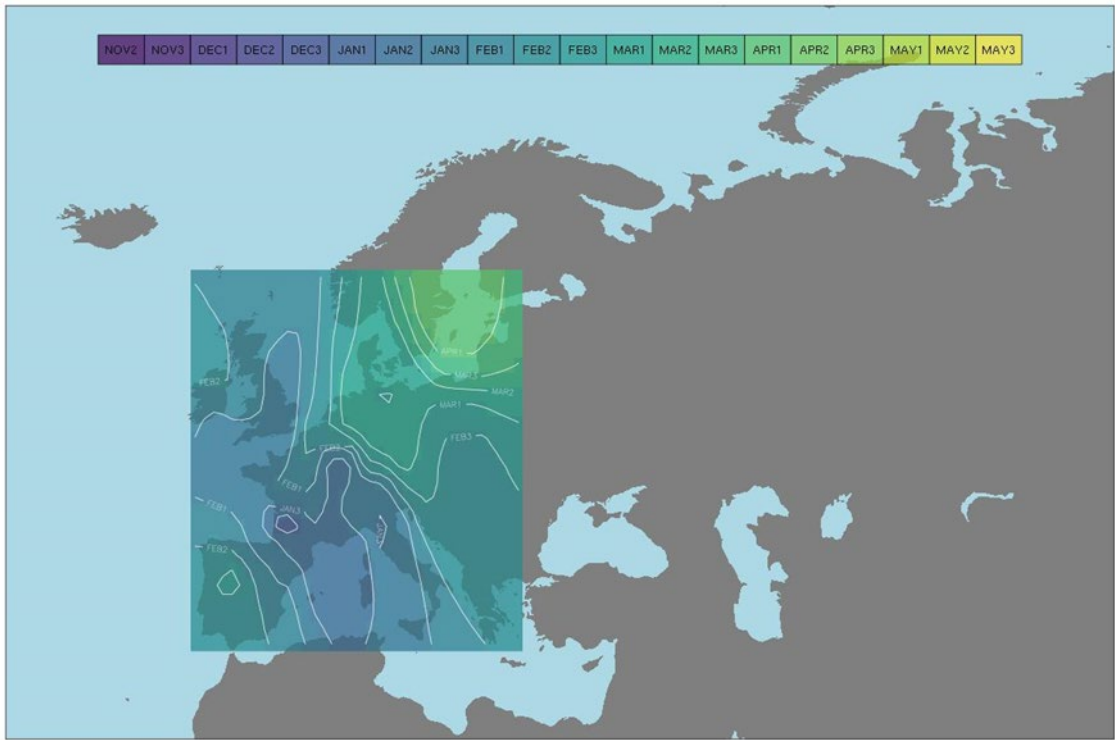 NOV2 NOV3 DEC1 DEC2 DEC3 JAN1 JAN2 JAN3 FEB1 FEB2 FEB3 MAR1 MAR2 MAR3 APR1 APR2 APR3 MAY1 MAY2 MAY3
APR1
MAR3
FEB2
MAR2
MAR1
FEB3
FEB2
FEB1
FEB1
JAN3
FEB2